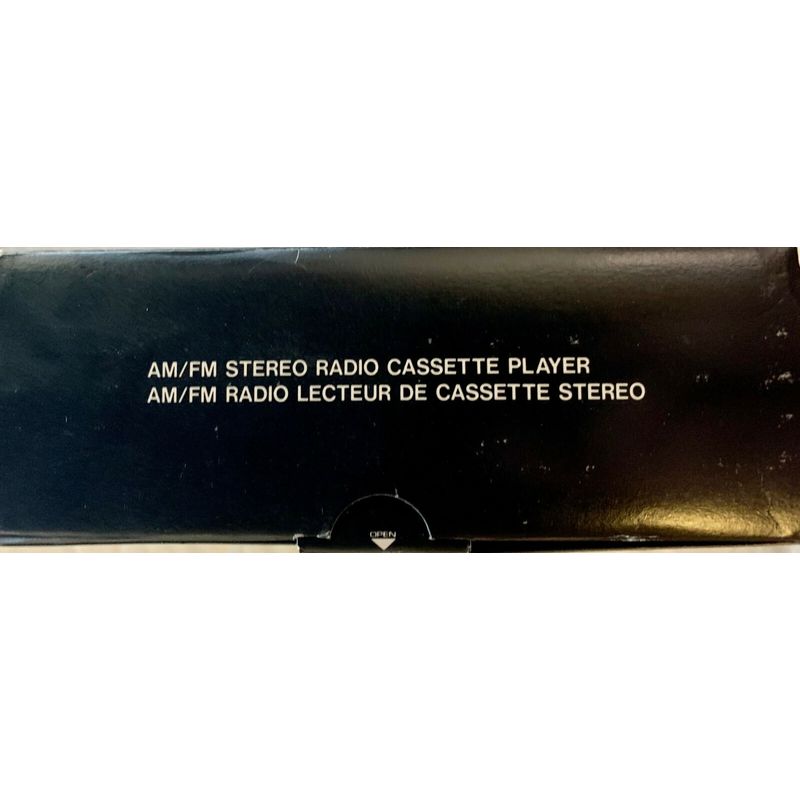 AM/FM STEREO RADIO CASSETTE PLAYER
AM/FM RADIO LECTEUR DE CASSETTE STEREO
OPEN